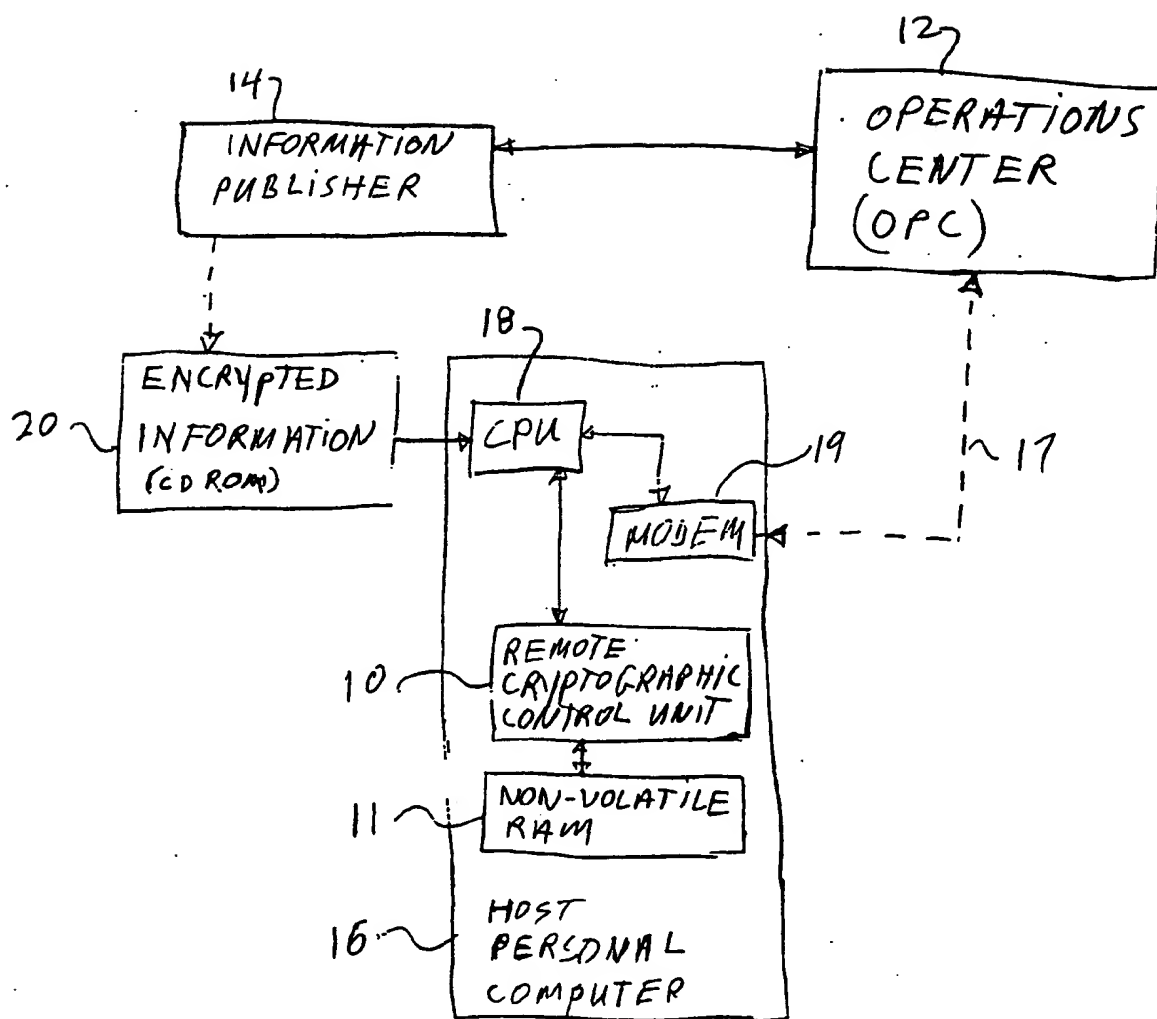 12
14
OPERATIONS
CENTER
(OPC)
INFORMATION
PUBLISHER
18
ENCRYPTED
INFORMATION
(CD ROM)
20
CPU
19
17
MODEM
REMOTE
CRYPTOGRAPHIC
CONTROL UNIT
10
NON-VOLATILE
RAM
11
HOST
PERSONAL
COMPUTER
16